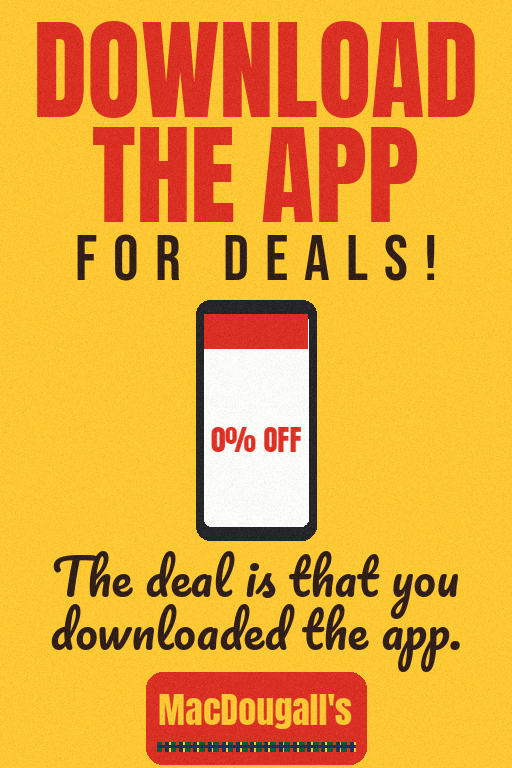 DOWNLOAD
THE APP
FOR DEALS!
0% OFF
The deal is that you
downloaded the app.
MacDougall's